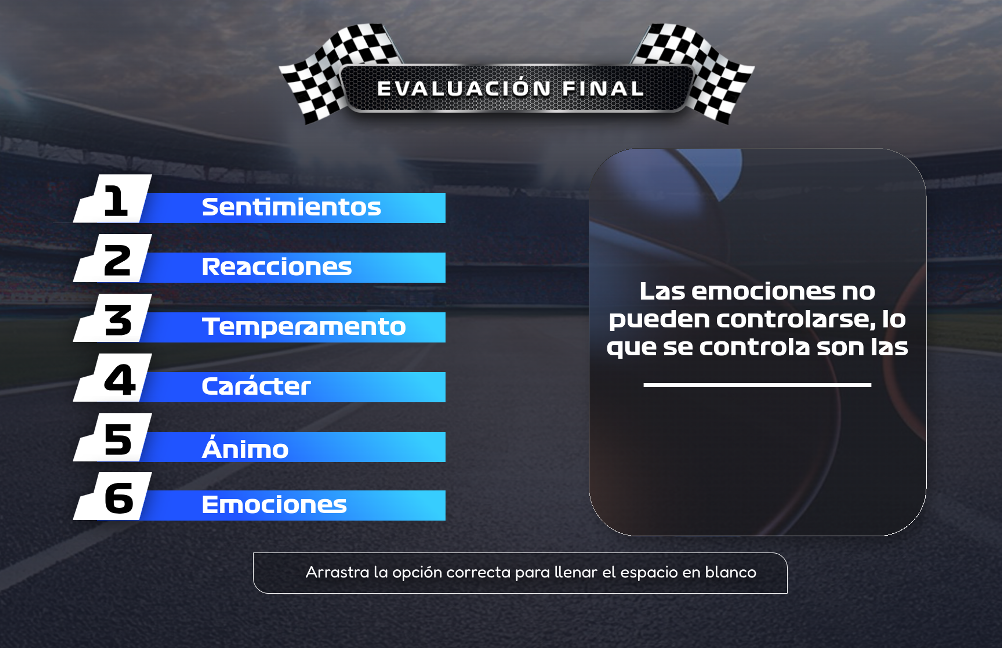 EVALUACIÓN FINAL
1 Sentimientos
2 Reacciones
3 Temperamento
4 Carácter
5 Ánimo
6 Emociones
Las emociones no
pueden controlarse, lo
que se controla son las
Arrastra la opción correcta para llenar el espacio en blanco